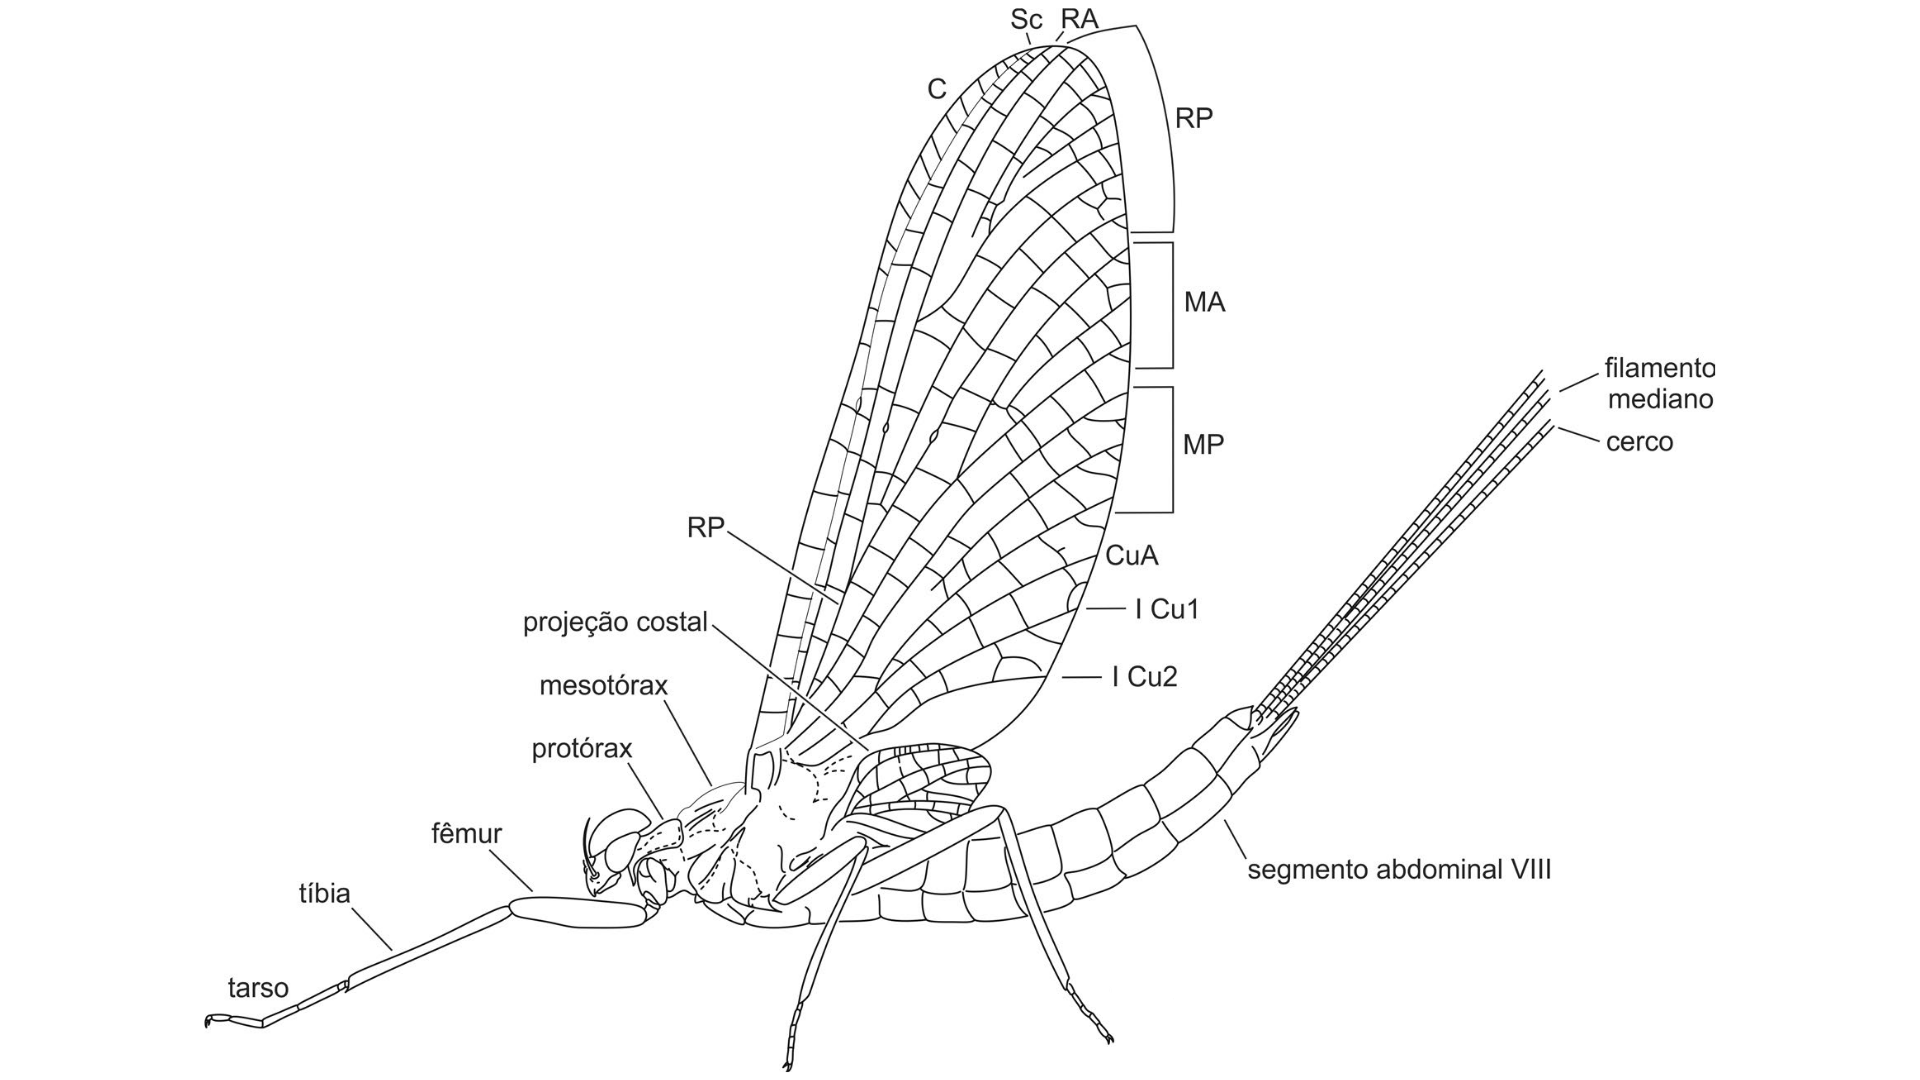 Sc RA
C
RP
MA
filamento
mediano
MP
cerco
RP
CuA
I Cu1
projeção costal
I Cu2
mesotórax
protórax
fêmur
segmento abdominal VIII
tíbia
tarso